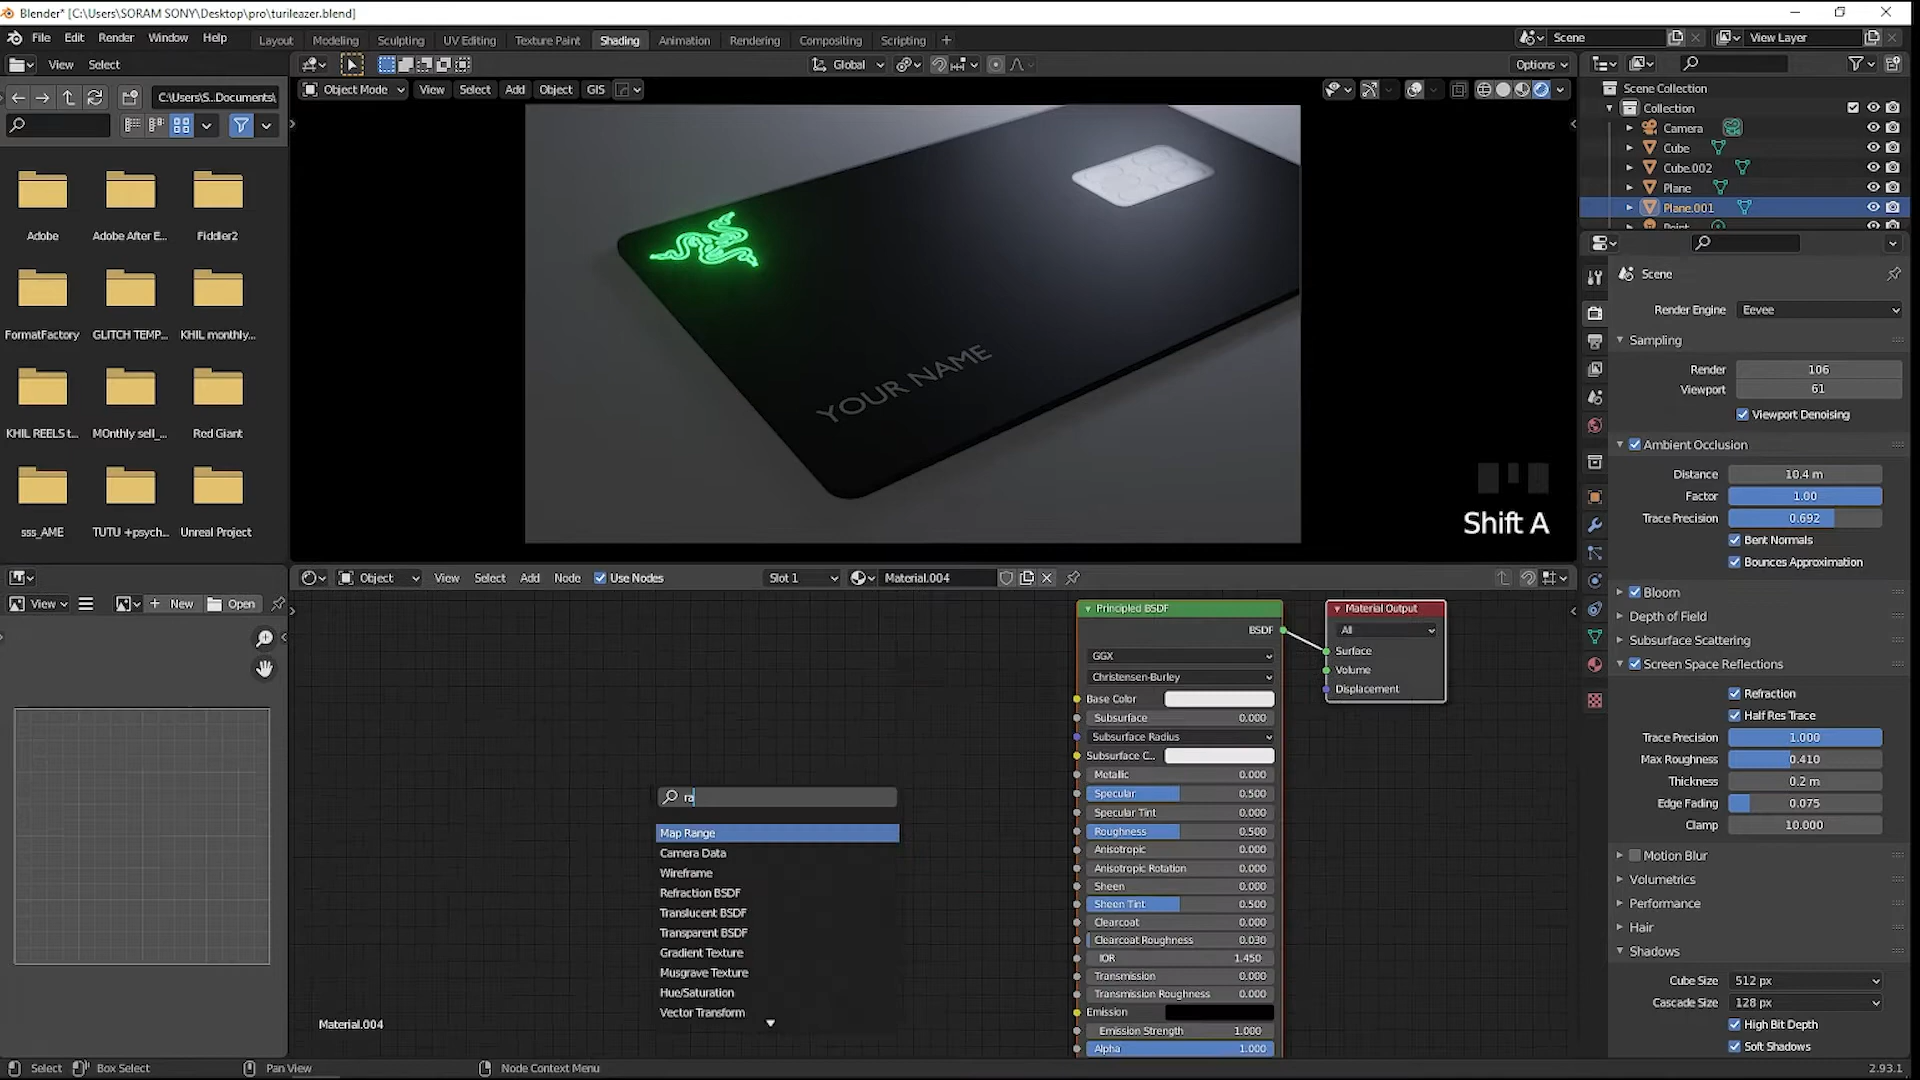 Blender* [C:\Users\SORAM SONY\Desktop\pro\turileazer.blend]
File Edit Render Window Help
Layout Modeling Sculpting UV Editing Texture Paint Shading Animation Rendering Compositing Scripting +
Scene
View Layer
View Select
Global
Options
C:\Users\S..Documents\
Object Mode View Select Add Object GIS
Adobe
Adobe After E...
Fiddler2
FormatFactory
GLITCH TEMP...
KHIL monthly...
KHIL REELS t...
MOnthly sell_...
Red Giant
sss_AME
TUTU +psych...
Unreal Project
YOUR NAME
Shift A
Scene Collection
Collection
Camera
Cube
Cube.002
Plane
Plane.001
Point
Scene
Render Engine Eevee
Sampling
Render 106
Viewport 61
Viewport Denoising
Ambient Occlusion
Distance 10.4 m
Factor 1.00
Trace Precision 0.692
Bent Normals
Bounces Approximation
Bloom
Depth of Field
Subsurface Scattering
Screen Space Reflections
Refraction
Half Res Trace
Trace Precision 1.000
Max Roughness 0.410
Thickness 0.2 m
Edge Fading 0.075
Clamp 10.000
Motion Blur
Volumetrics
Performance
Hair
Shadows
Cube Size 512 px
Cascade Size 128 px
High Bit Depth
Soft Shadows
View
New
Open
Object View Select Add Node Use Nodes Slot 1 Material.004
Principled BSDF
BSDF
GGX
Christensen-Burley
Base Color
Subsurface 0.000
Subsurface Radius
Subsurface C...
Metallic 0.000
Specular 0.500
Specular Tint 0.000
Roughness 0.500
Anisotropic 0.000
Anisotropic Rotation 0.000
Sheen 0.000
Sheen Tint 0.500
Clearcoat 0.000
Clearcoat Roughness 0.030
IOR 1.450
Transmission 0.000
Transmission Roughness 0.000
Emission
Emission Strength 1.000
Alpha 1.000
Material Output
All
Surface
Volume
Displacement
ra
Map Range
Camera Data
Wireframe
Refraction BSDF
Translucent BSDF
Transparent BSDF
Gradient Texture
Musgrave Texture
Hue/Saturation
Vector Transform
Material.004
Select Box Select Pan View Node Context Menu 2.93.1